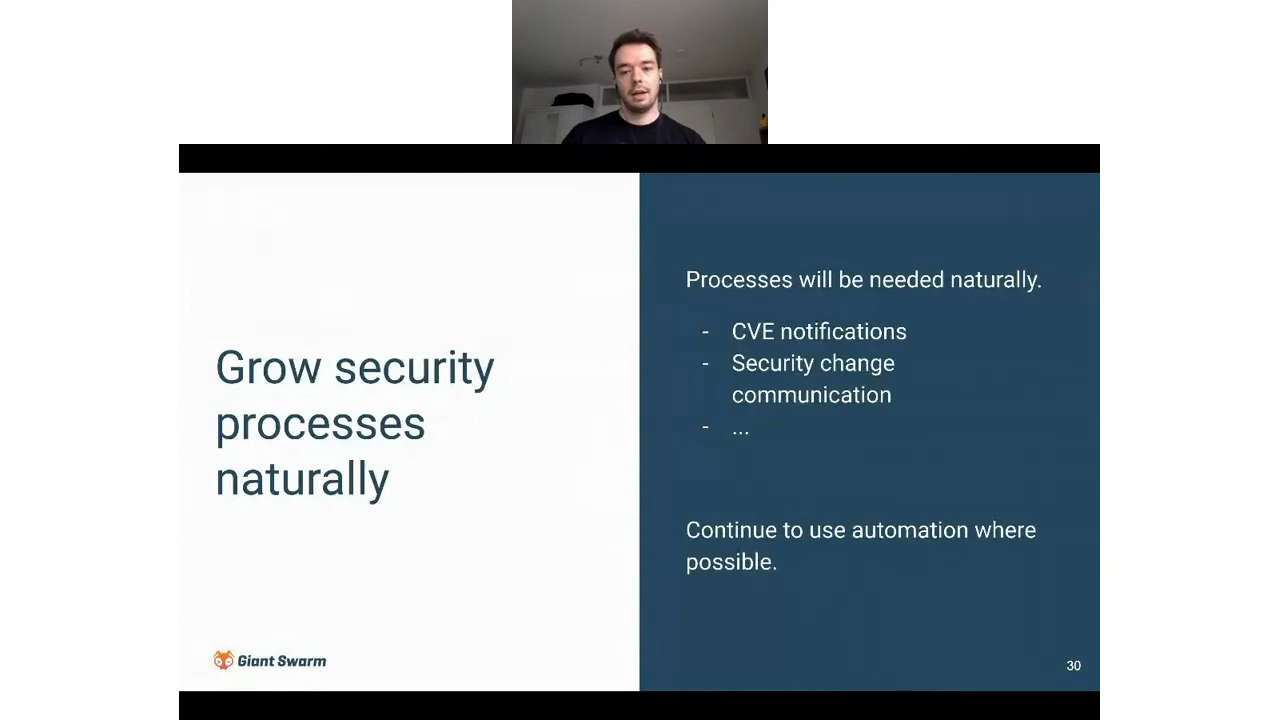 Grow security
processes
naturally
Processes will be needed naturally.
- CVE notifications
- Security change
communication
- ...
Continue to use automation where
possible.
Giant Swarm
30